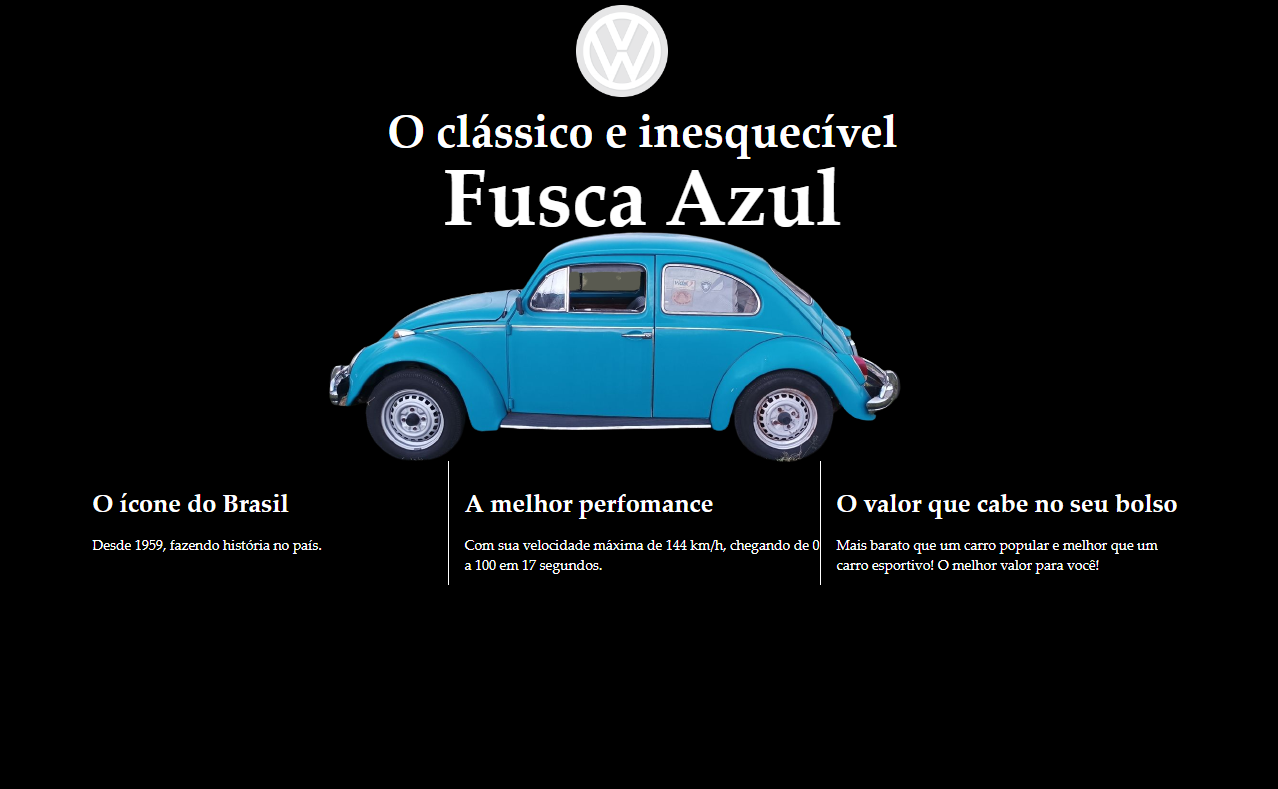 O clássico e inesquecível
Fusca Azul
O ícone do Brasil
Desde 1959, fazendo história no país.
A melhor perfomance
Com sua velocidade máxima de 144 km/h, chegando de 0
a 100 em 17 segundos.
O valor que cabe no seu bolso
Mais barato que um carro popular e melhor que um
carro esportivo! O melhor valor para você!